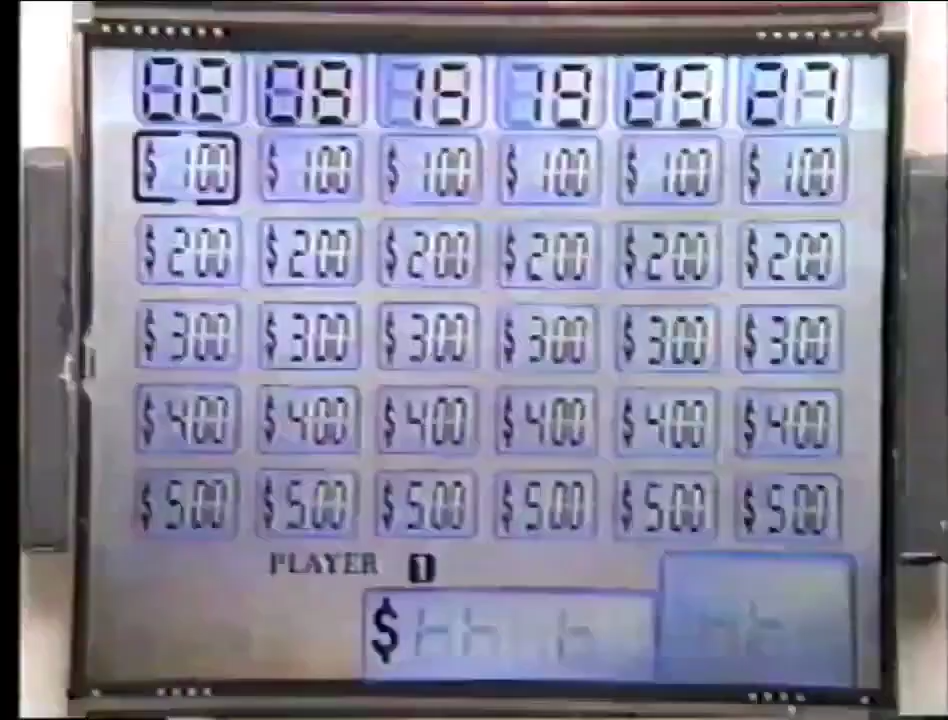 02 09 16 19 25 27
$100 $100 $100 $100 $100 $100
$200 $200 $200 $200 $200 $200
$300 $300 $300 $300 $300 $300
$400 $400 $400 $400 $400 $400
$500 $500 $500 $500 $500 $500
PLAYER 1
$